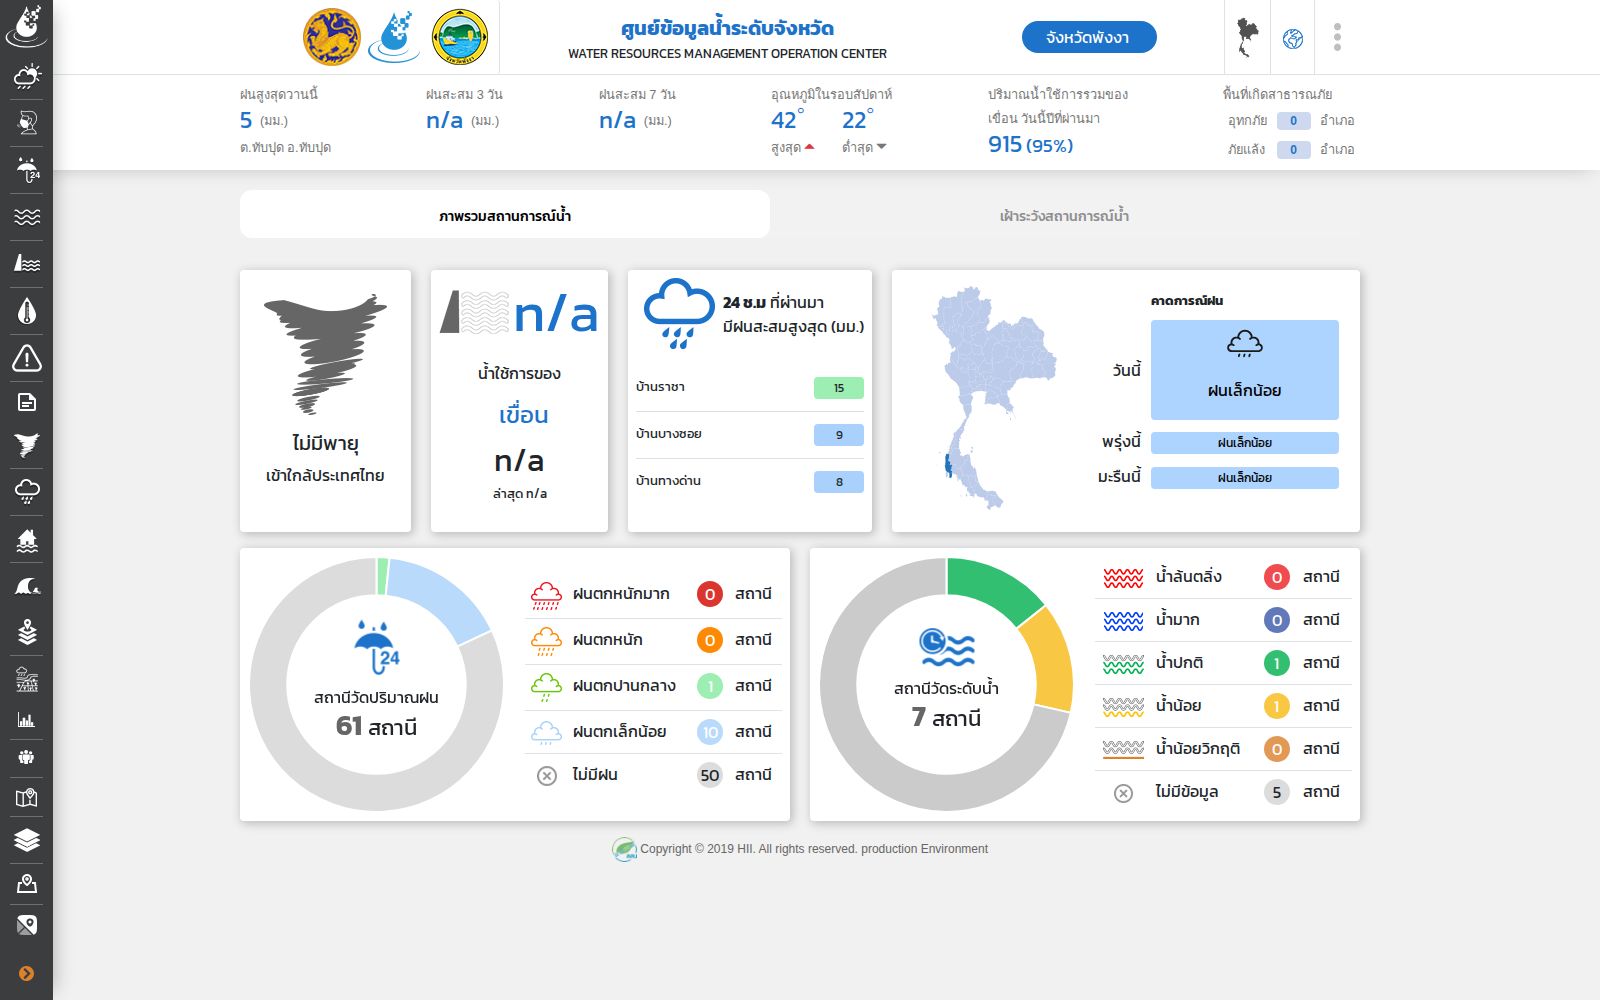 ศูนย์ข้อมูลน้ำระดับจังหวัด
WATER RESOURCES MANAGEMENT OPERATION CENTER
จังหวัดพังงา
ฝนสูงสุดวานนี้
5 (มม.)
ต.ทับปุด อ.ทับปุด
ฝนสะสม 3 วัน
n/a (มม.)
ฝนสะสม 7 วัน
n/a (มม.)
อุณหภูมิในรอบสัปดาห์
42° 22°
สูงสุด ต่ำสุด
ปริมาณน้ำใช้การรวมของ
เขื่อน วันนี้ปีที่ผ่านมา
915 (95%)
พื้นที่เกิดสาธารณภัย
อุทกภัย 0 อำเภอ
ภัยแล้ง 0 อำเภอ
ภาพรวมสถานการณ์น้ำ
เฝ้าระวังสถานการณ์น้ำ
ไม่มีพายุ
เข้าใกล้ประเทศไทย
n/a
น้ำใช้การของ
เขื่อน
n/a
ล่าสุด n/a
24 ช.ม ที่ผ่านมา
มีฝนสะสมสูงสุด (มม.)
บ้านราชา 15
บ้านบางซอย 9
บ้านทางด่าน 8
คาดการณ์ฝน
วันนี้
ฝนเล็กน้อย
พรุ่งนี้ ฝนเล็กน้อย
มะรืนนี้ ฝนเล็กน้อย
24
สถานีวัดปริมาณฝน
61 สถานี
ฝนตกหนักมาก 0 สถานี
ฝนตกหนัก 0 สถานี
ฝนตกปานกลาง 1 สถานี
ฝนตกเล็กน้อย 10 สถานี
ไม่มีฝน 50 สถานี
สถานีวัดระดับน้ำ
7 สถานี
น้ำล้นตลิ่ง 0 สถานี
น้ำมาก 0 สถานี
น้ำปกติ 1 สถานี
น้ำน้อย 1 สถานี
น้ำน้อยวิกฤติ 0 สถานี
ไม่มีข้อมูล 5 สถานี
Copyright © 2019 HII. All rights reserved. production Environment
24